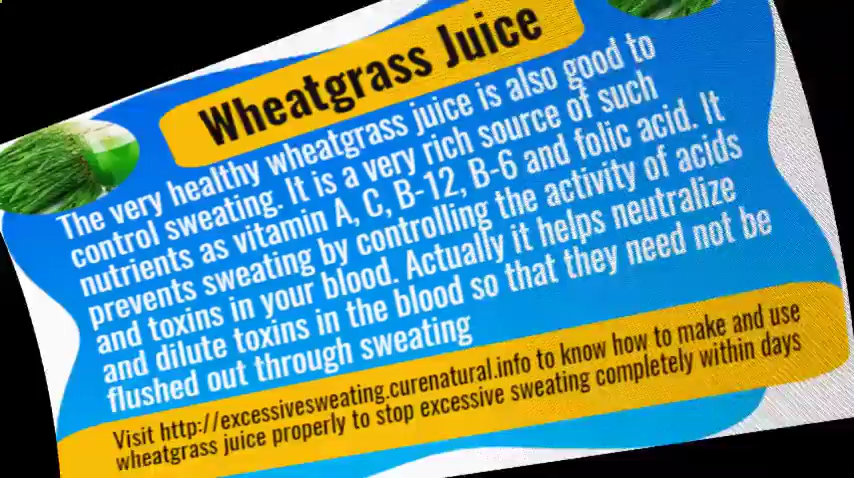 Wheatgrass Juice
The very healthy wheatgrass juice is also good to
control sweating. It is a very rich source of such
nutrients as vitamin A, C, B-12, B-6 and folic acid. It
prevents sweating by controlling the activity of acids
and toxins in your blood. Actually it helps neutralize
and dilute toxins in the blood so that they need not be
flushed out through sweating
Visit http://excessivesweating.curenatural.info to know how to make and use
wheatgrass juice properly to stop excessive sweating completely within days